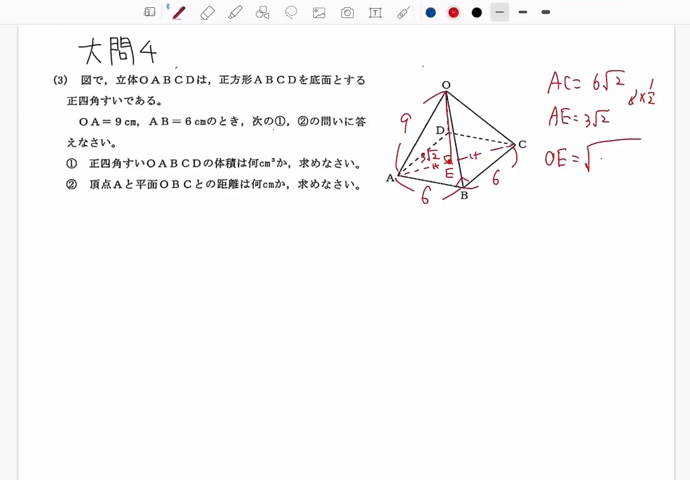 大問4
(3) 図で，立体OABCDは，正方形ABCDを底面とする
正四角すいである。
OA＝9cm，AB＝6cmのとき，次の①，②の問いに答
えなさい。
① 正四角すいOABCDの体積は何cm³か，求めなさい。
② 頂点Aと平面OBCとの距離は何cmか，求めなさい。
O
9
D
C
3√2
A
E
B
6
6
AC = 6√2
×1/2
AE = 3√2
OE = √